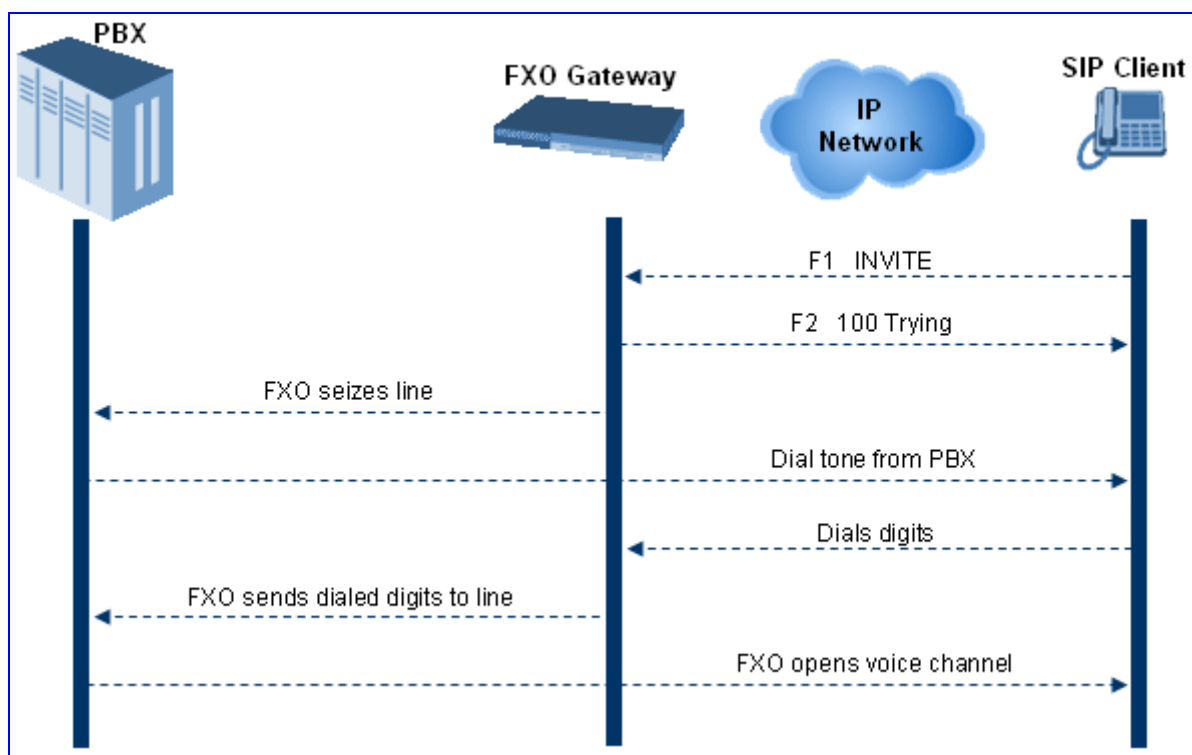 PBX
FXO Gateway
IP
Network
SIP Client
F1 INVITE
F2 100 Trying
FXO seizes line
Dial tone from PBX
Dials digits
FXO sends dialed digits to line
FXO opens voice channel